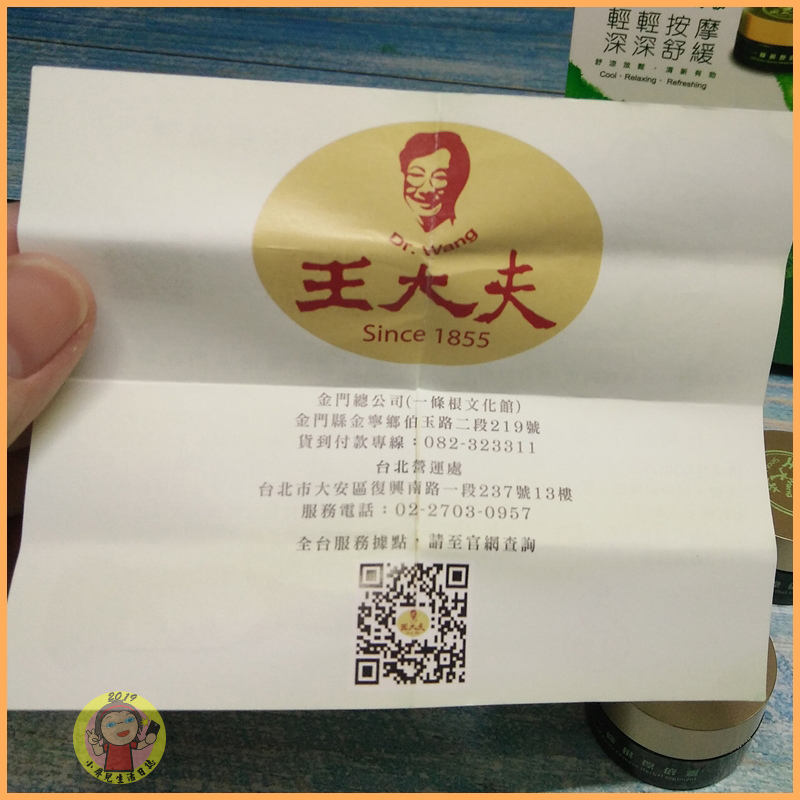 輕輕按摩
深深舒緩
舒涼放鬆，清新有勁
Cool · Relaxing · Refreshing
Dr. Wang
王大夫
Since 1855
金門總公司(一條根文化館)
金門縣金寧鄉伯玉路二段219號
貨到付款專線：082-323311
台北營運處
台北市大安區復興南路一段237號13樓
服務電話：02-2703-0957
全台服務據點，請至官網查詢
王大夫
2019
小屏兒生活日誌